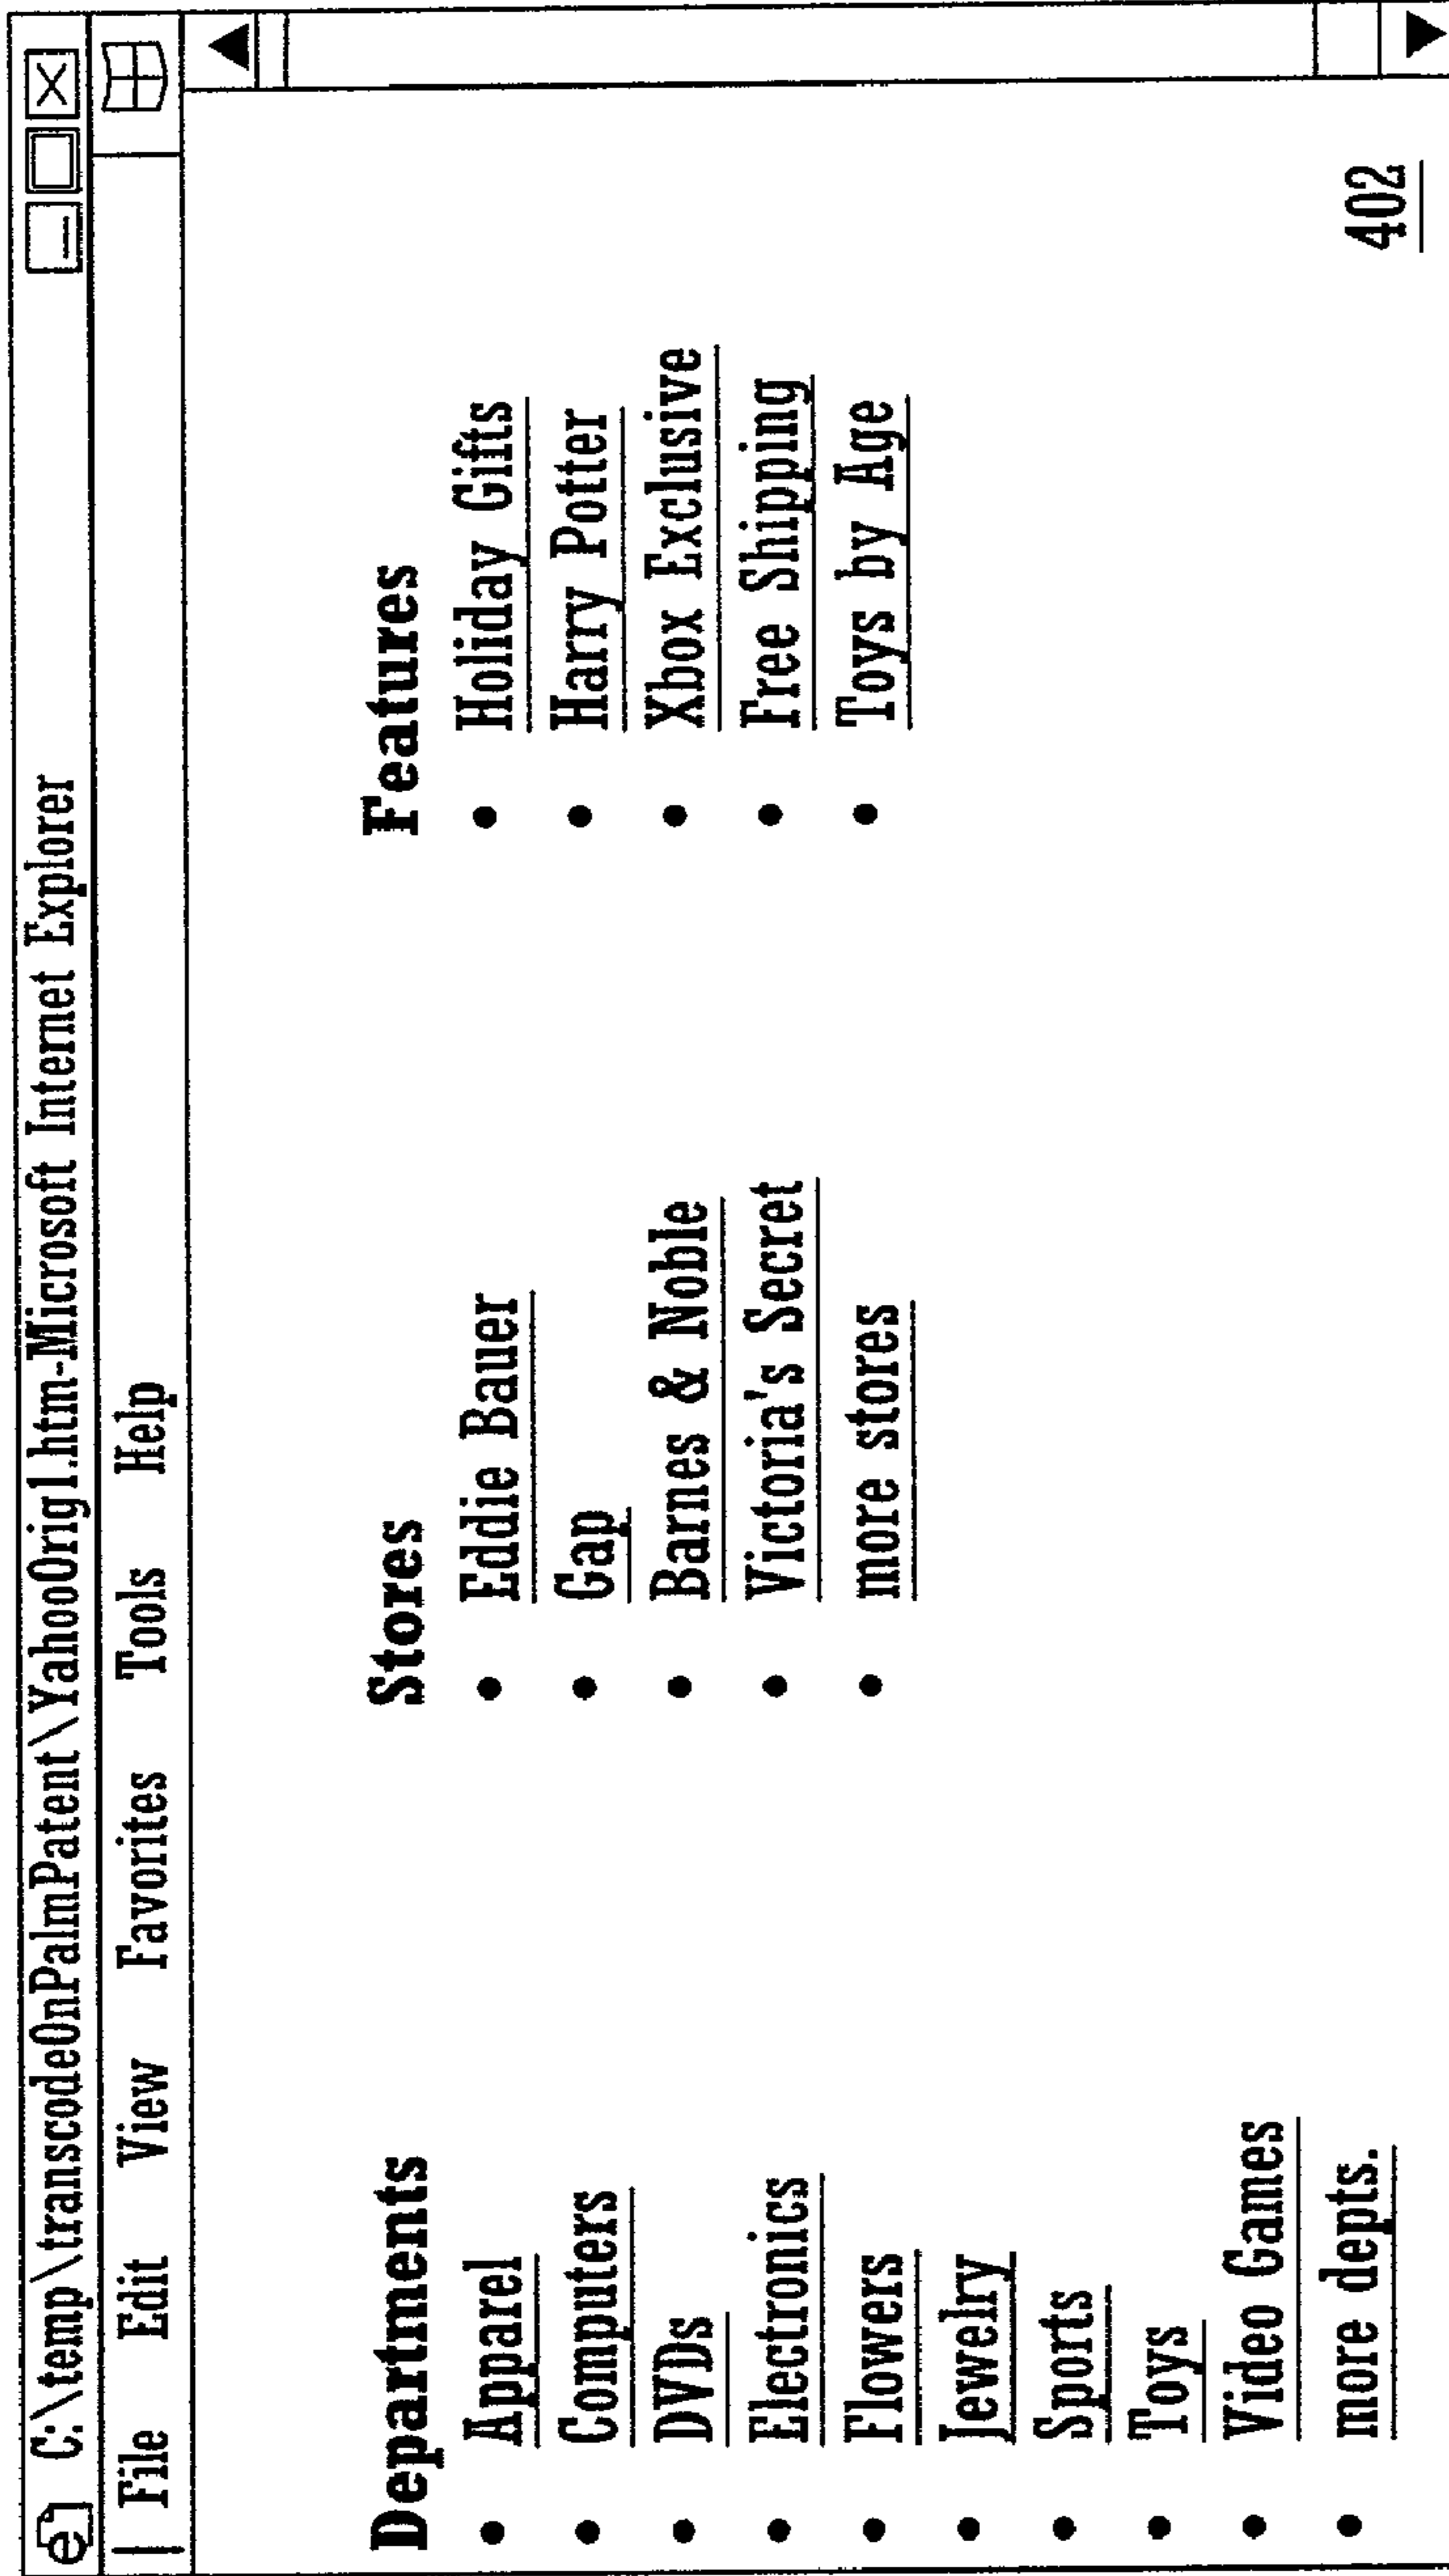 C:\temp\transcodeOnPalmPatent\YahooOrig1.htm-Microsoft Internet Explorer
File Edit View Favorites Tools Help
Departments
• Apparel
• Computers
• DVDs
• Electronics
• Flowers
• Jewelry
• Sports
• Toys
• Video Games
• more depts.
Stores
• Eddie Bauer
• Gap
• Barnes & Noble
• Victoria's Secret
• more stores
Features
• Holiday Gifts
• Harry Potter
• Xbox Exclusive
• Free Shipping
• Toys by Age
402